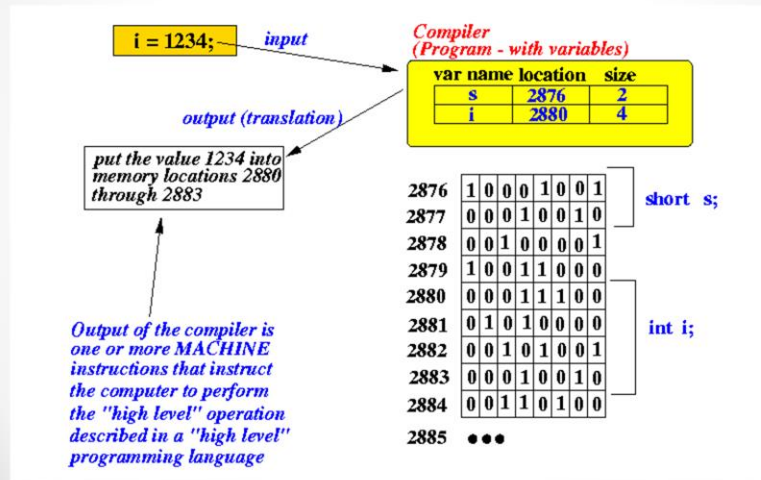 i = 1234;
input
Compiler
(Program - with variables)
var name location size
s 2876 2
i 2880 4
output (translation)
put the value 1234 into
memory locations 2880
through 2883
2876 1 0 0 0 1 0 0 1
2877 0 0 0 1 0 0 1 0
2878 0 0 1 0 0 0 0 1
2879 1 0 0 1 1 0 0 0
2880 0 0 0 1 1 1 0 0
2881 0 1 0 1 0 0 0 0
2882 0 0 1 0 1 0 0 1
2883 0 0 0 1 0 0 1 0
2884 0 0 1 1 0 1 0 0
2885 •••
short s;
int i;
Output of the compiler is
one or more MACHINE
instructions that instruct
the computer to perform
the "high level" operation
described in a "high level"
programming language